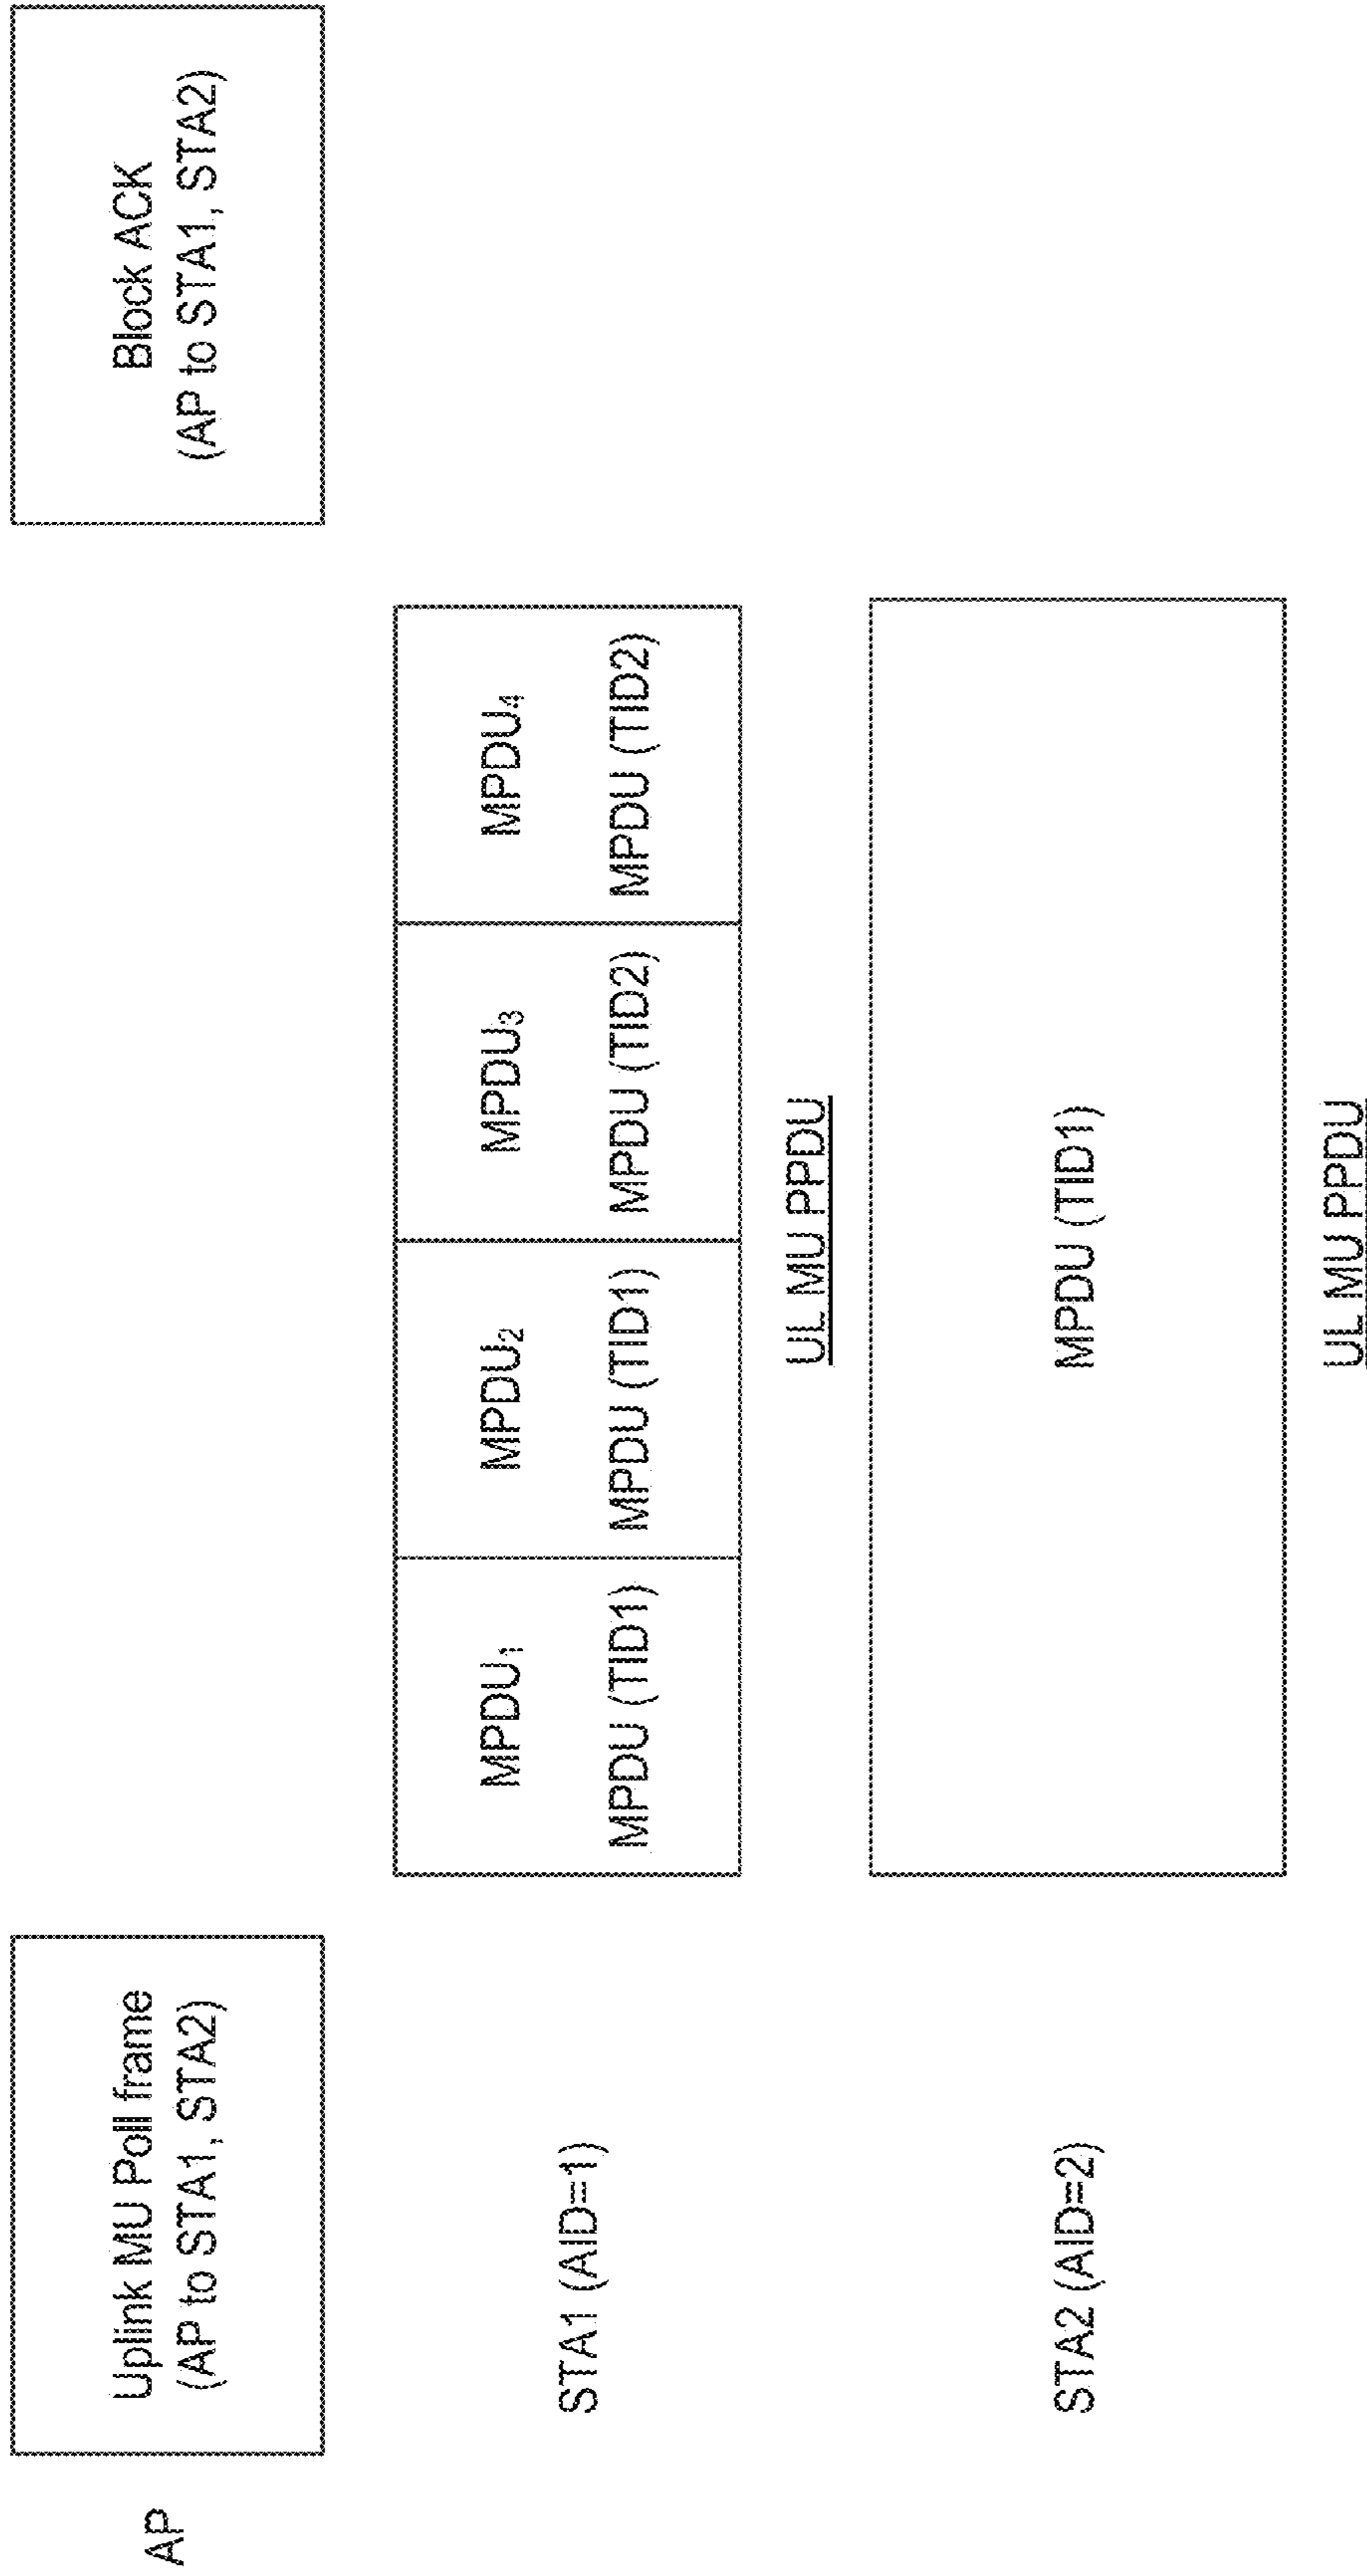 AP
Uplink MU Poll frame
(AP to STA1, STA2)
Block ACK
(AP to STA1, STA2)
STA1 (AID=1)
MPDU₁
MPDU (TID1)
MPDU₂
MPDU (TID1)
MPDU₃
MPDU (TID2)
MPDU₄
MPDU (TID2)
UL MU PPDU
STA2 (AID=2)
MPDU (TID1)
UL MU PPDU